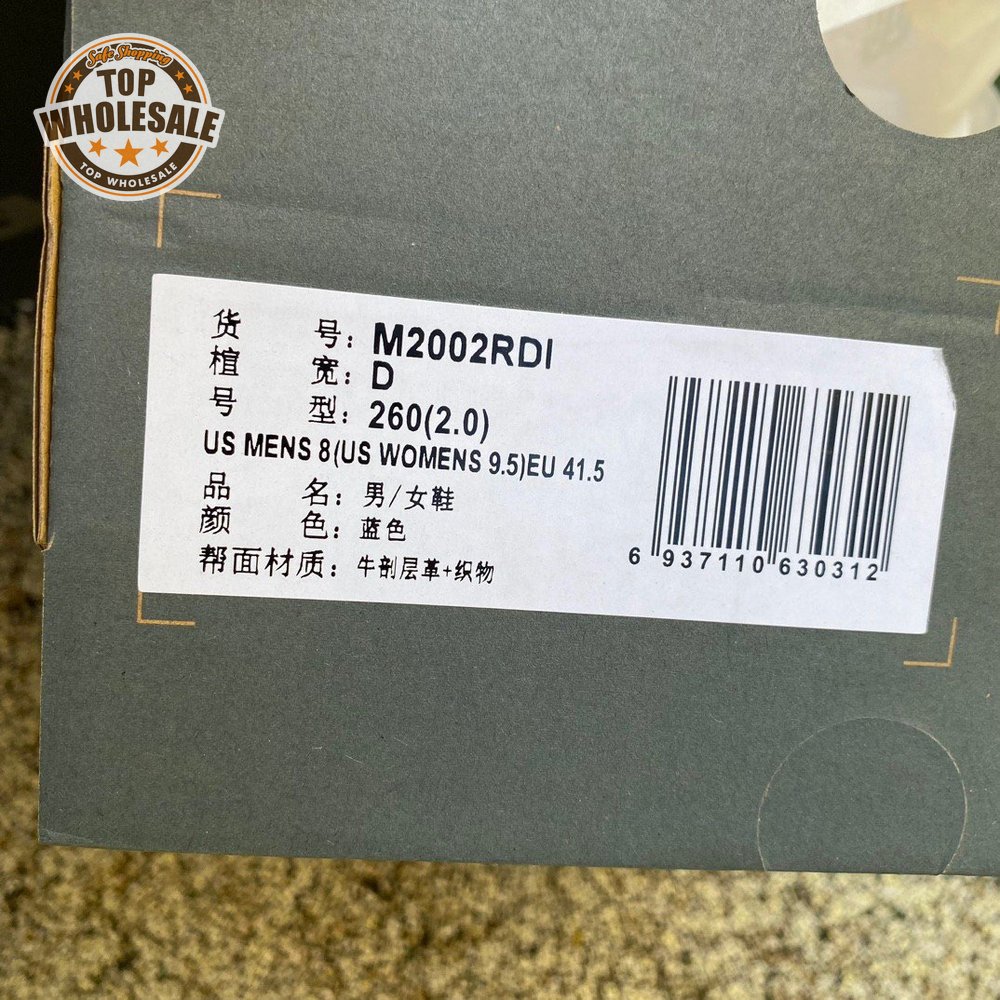 Safe Shopping
TOP
WHOLESALE
TOP WHOLESALE
货 号: M2002RDI
楦 宽: D
号 型: 260(2.0)
US MENS 8(US WOMENS 9.5)EU 41.5
品 名: 男/女鞋
颜 色: 蓝色
帮面材质: 牛剖层革+织物
6 937110 630312